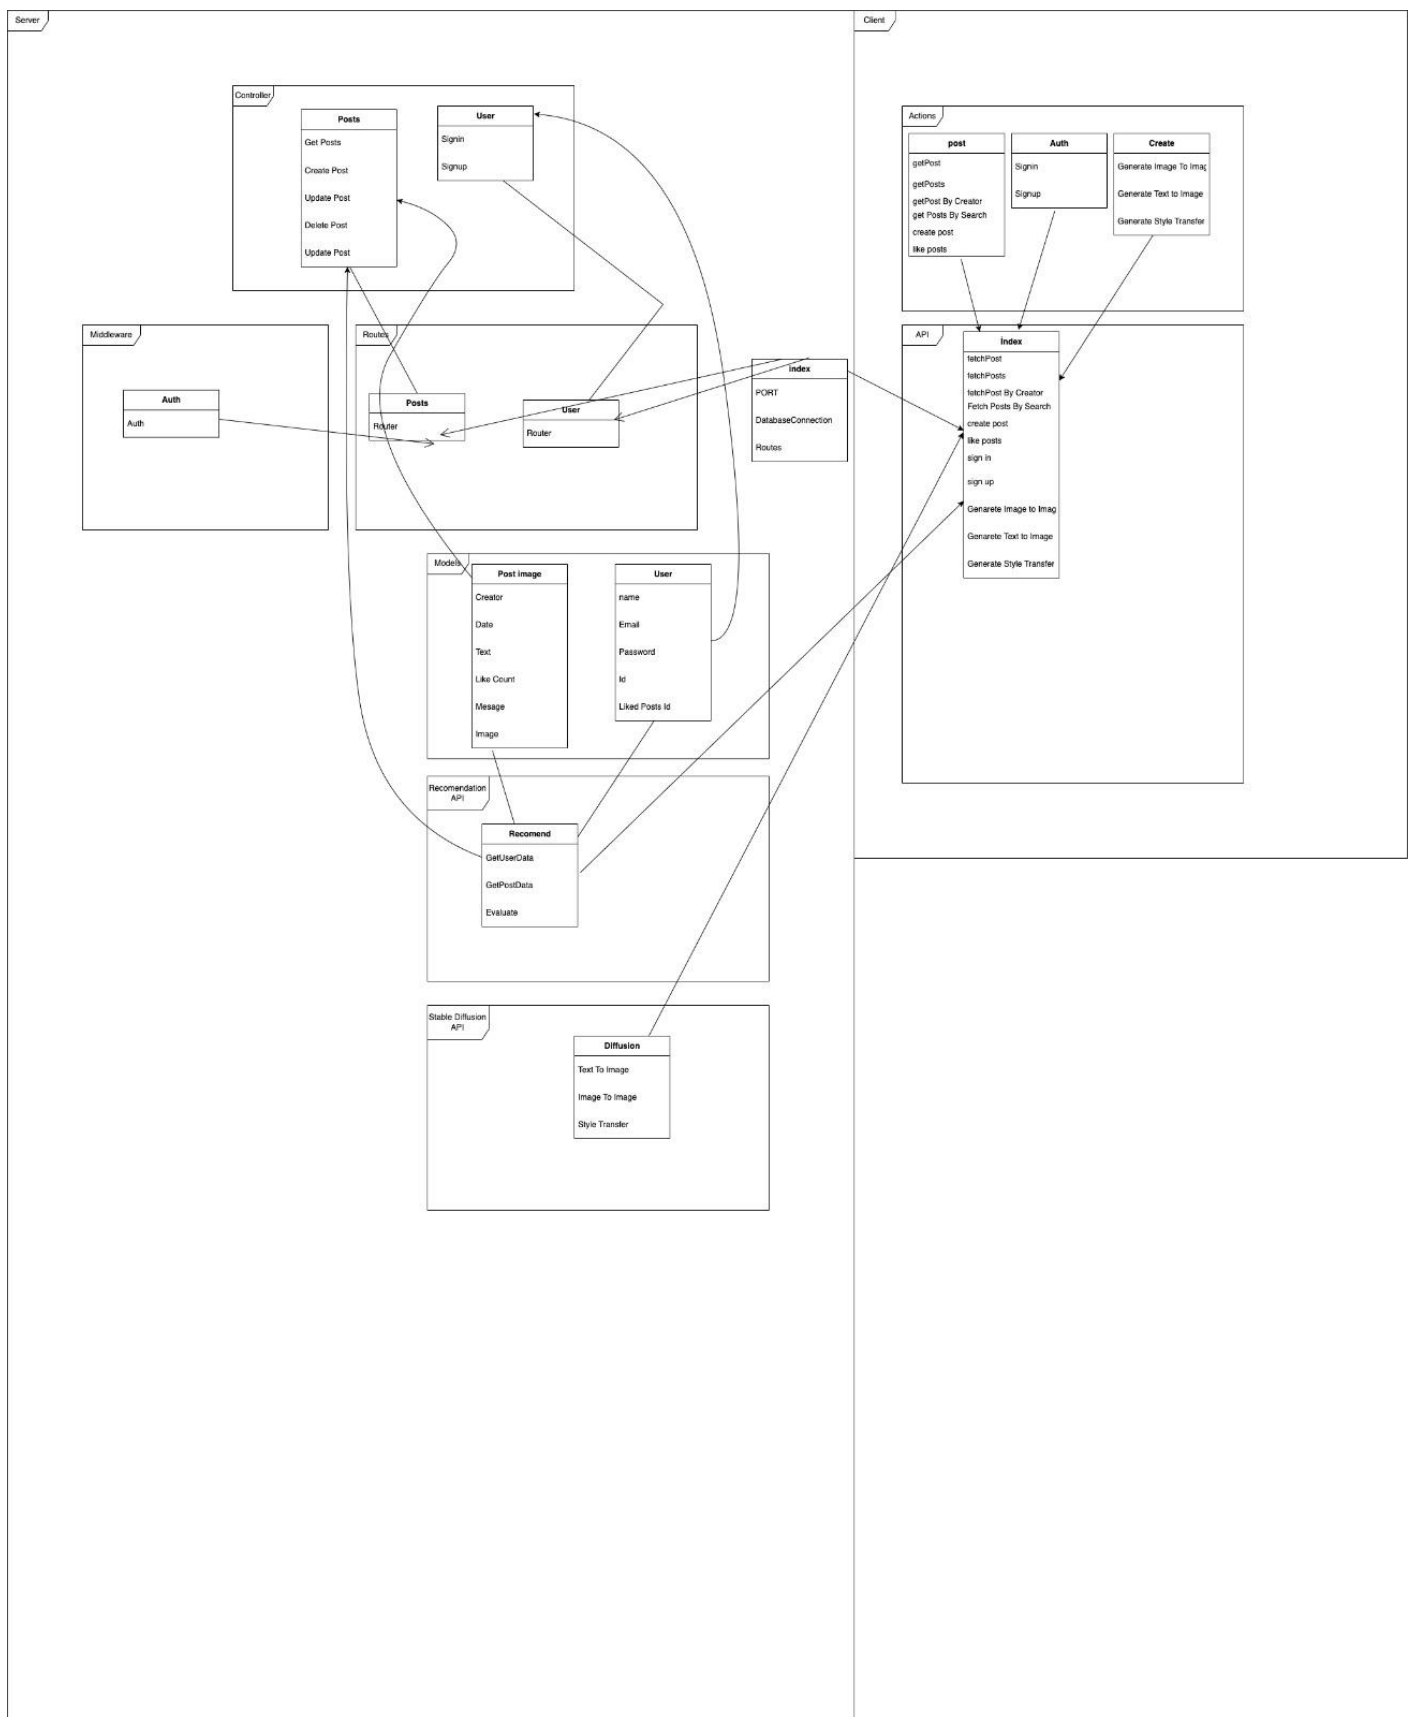 Server
Client
Controller
Posts
Get Posts
Create Post
Update Post
Delete Post
Update Post
User
Signin
Signup
Actions
post
getPost
getPosts
getPost By Creator
get Posts By Search
create post
like posts
Auth
Signin
Signup
Create
Generate Image To Imag
Generate Text to Image
Generate Style Transfer
Middleware
Auth
Auth
Routes
Posts
Router
User
Router
index
PORT
DatabaseConnection
Routes
API
İndex
fetchPost
fetchPosts
fetchPost By Creator
Fetch Posts By Search
create post
like posts
sign in
sign up
Genarete Image to Imag
Genarete Text to Image
Generate Style Transfer
Models
Post image
Creator
Date
Text
Like Count
Mesage
Image
User
name
Email
Password
Id
Liked Posts Id
Recomendation
API
Recomend
GetUserData
GetPostData
Evaluate
Stable Diffusion
API
Diffusion
Text To Image
Image To Image
Style Transfer